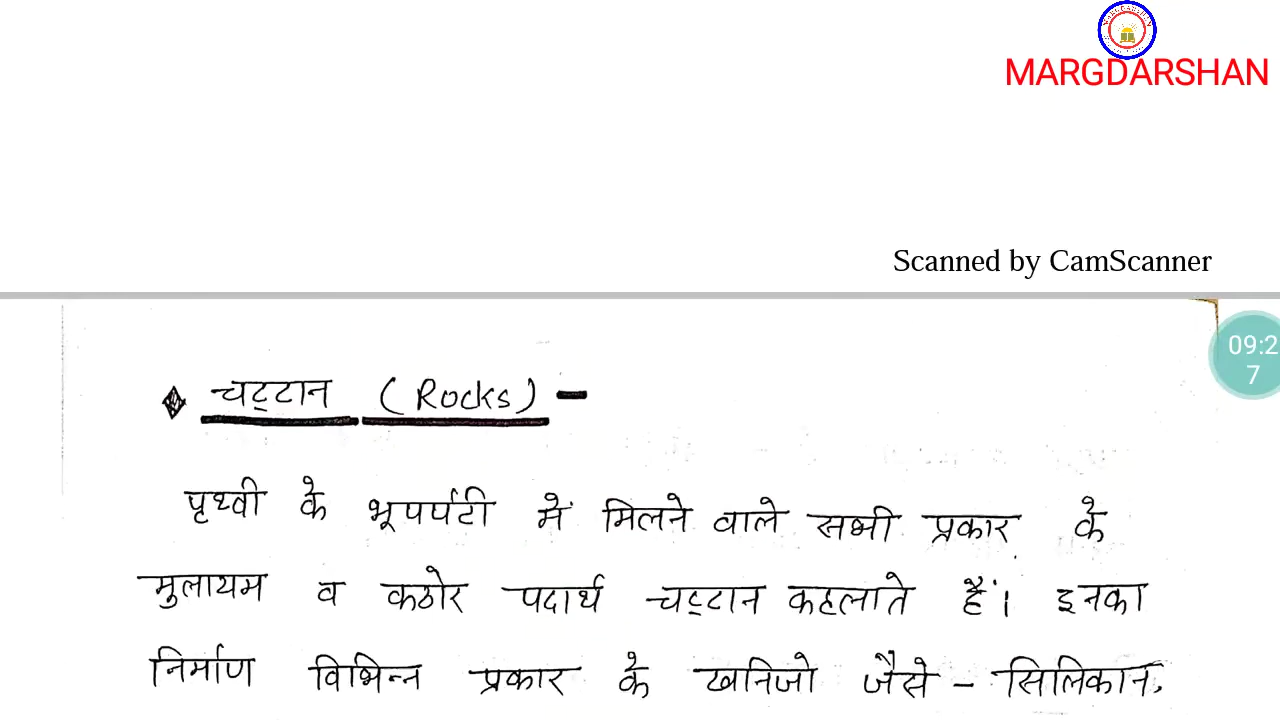 MARGDARSHAN
Scanned by CamScanner
09:2
7
चट्टान (Rocks) –
पृथ्वी के भूपर्पटी में मिलने वाले सभी प्रकार के
मुलायम व कठोर पदार्थ चट्टान कहलाते हैं। इनका
निर्माण विभिन्न प्रकार के खनिजो जैसे – सिलिकान,